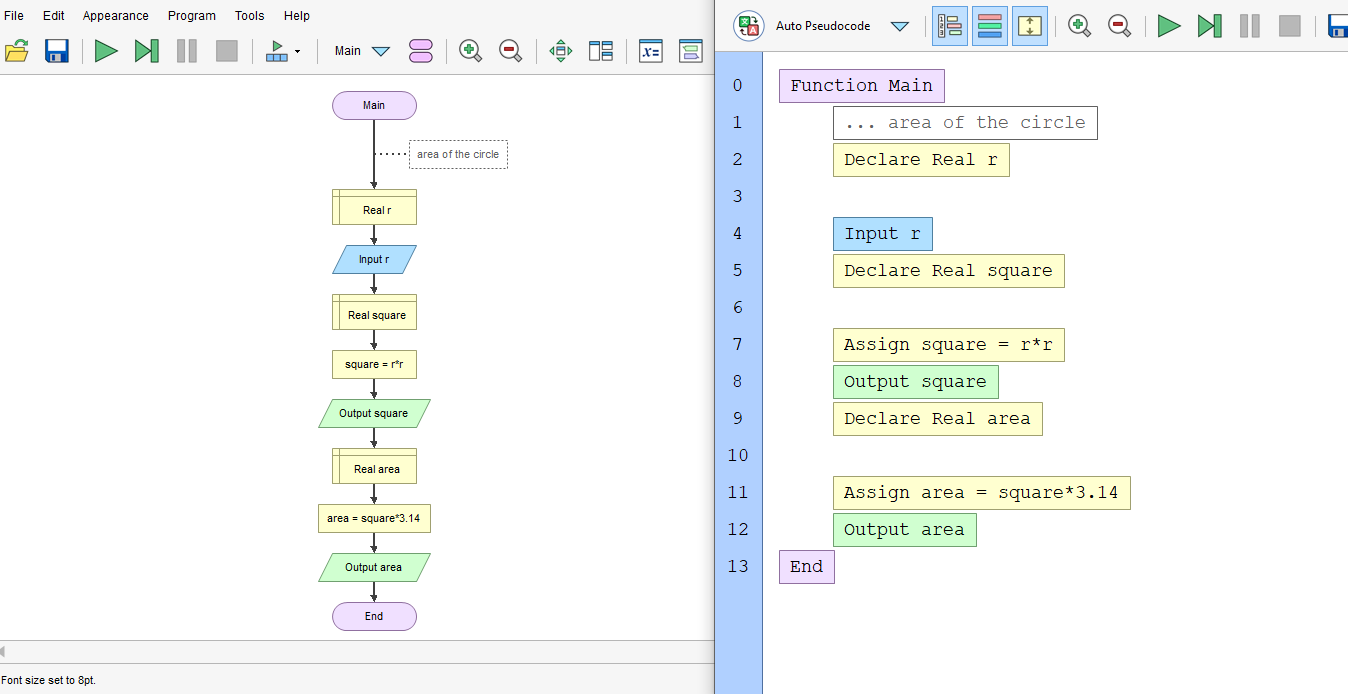 File Edit Appearance Program Tools Help
Main
Main
area of the circle
Real r
Input r
Real square
square = r*r
Output square
Real area
area = square*3.14
Output area
End
Font size set to 8pt.
Auto Pseudocode
0 Function Main
1 ... area of the circle
2 Declare Real r
3
4 Input r
5 Declare Real square
6
7 Assign square = r*r
8 Output square
9 Declare Real area
10
11 Assign area = square*3.14
12 Output area
13 End